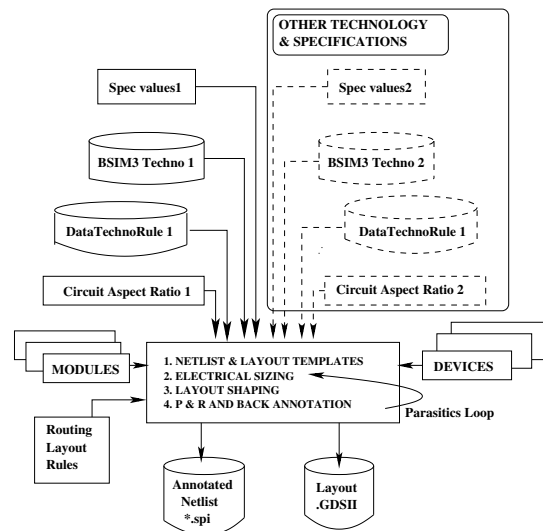 OTHER TECHNOLOGY
& SPECIFICATIONS
Spec values1
Spec values2
BSIM3 Techno 1
BSIM3 Techno 2
DataTechnoRule 1
DataTechnoRule 1
Circuit Aspect Ratio 1
Circuit Aspect Ratio 2
MODULES
1. NETLIST & LAYOUT TEMPLATES
2. ELECTRICAL SIZING
3. LAYOUT SHAPING
4. P & R AND BACK ANNOTATION
DEVICES
Parasitics Loop
Routing
Layout
Rules
Annotated
Netlist
*.spi
Layout
.GDSII